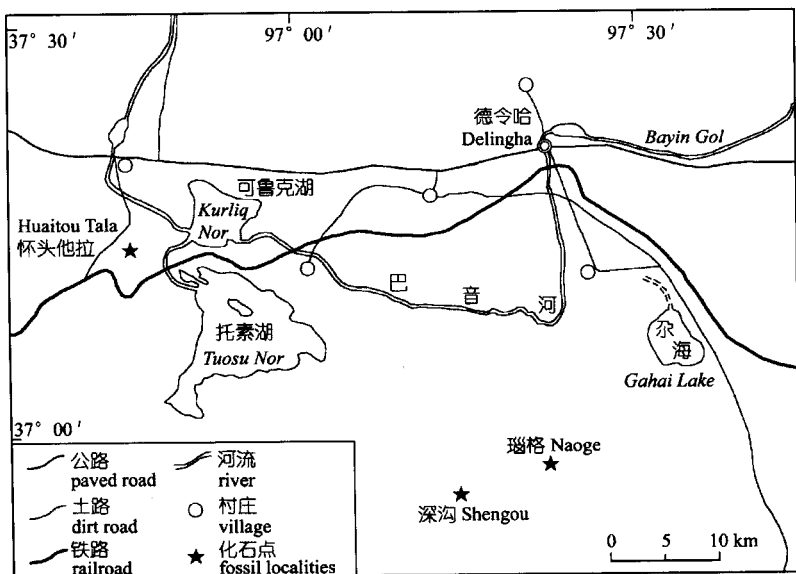 37° 30′
97° 00′
97° 30′
德令哈
Delingha
Bayin Gol
可鲁克湖
Kurliq
Nor
Huaitou Tala
怀头他拉
巴音河
托素湖
Tuosu Nor
尕海
Gahai Lake
37° 00′
瑙格 Naoge
深沟 Shengou
公路
paved road
河流
river
土路
dirt road
村庄
village
铁路
railroad
化石点
fossil localities
0 5 10 km